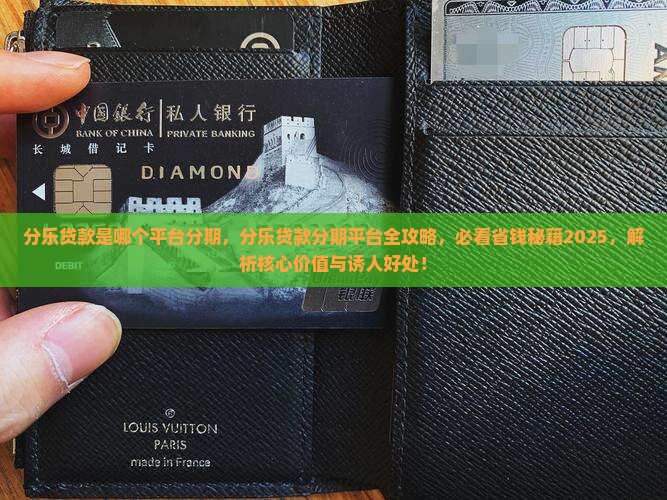 中国银行 私人银行
BANK OF CHINA PRIVATE BANKING
长城借记卡
DIAMOND
分乐贷款是哪个平台分期，分乐贷款分期平台全攻略，必看省钱秘籍2025，解
析核心价值与诱人好处！
DEBIT
银联
LOUIS VUITTON
PARIS
made in France